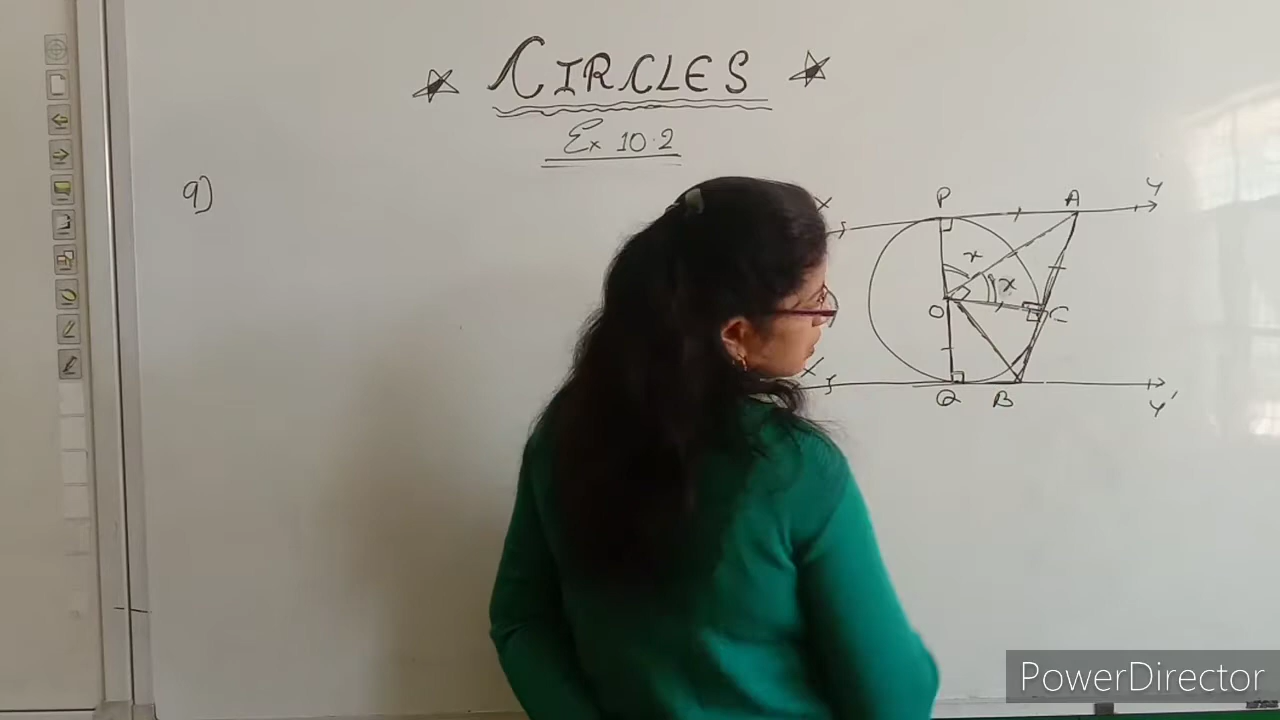 CIRCLES
Ex 10.2
9)
X P A Y
x
x
O C
X'
Q B Y'
PowerDirector